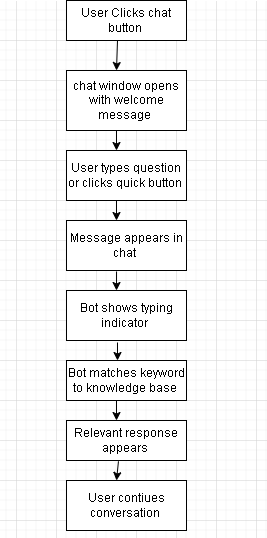 User Clicks chat
button
chat window opens
with welcome
message
User types question
or clicks quick button
Message appears in
chat
Bot shows typing
indicator
Bot matches keyword
to knowledge base
Relevant response
appears
User contiues
conversation